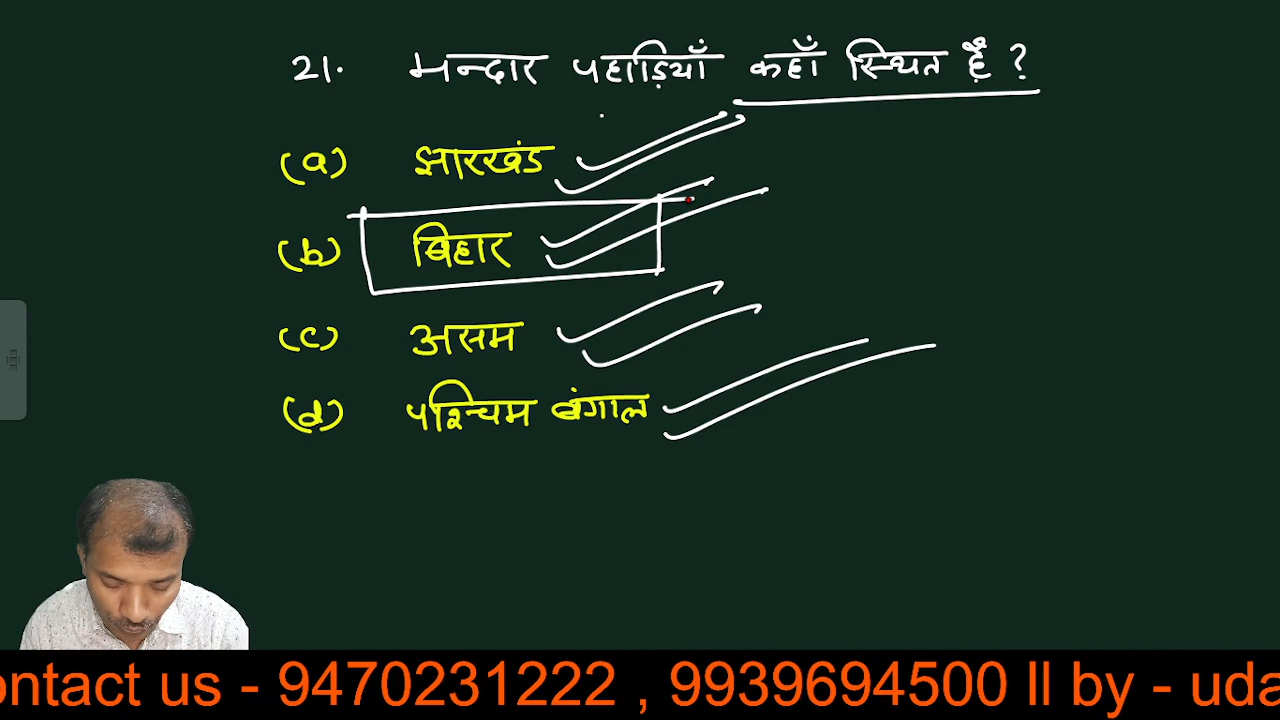 21. मन्दार पहाड़ियाँ कहाँ स्थित हैं ?
(a) झारखंड
(b) बिहार
(c) असम
(d) पश्चिम बंगाल
ontact us - 9470231222 , 9939694500 ll by - uda